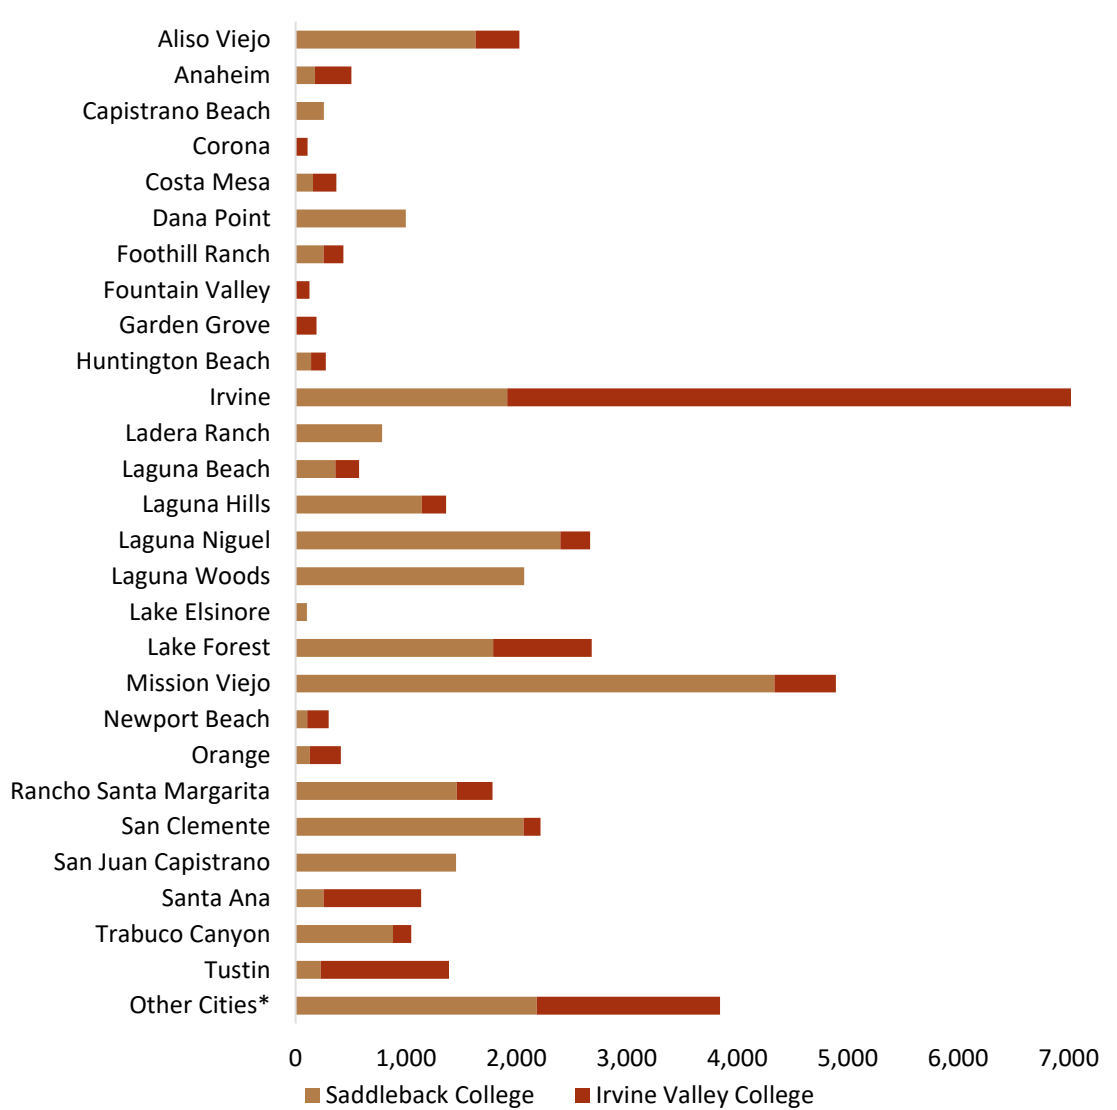 Aliso Viejo
Anaheim
Capistrano Beach
Corona
Costa Mesa
Dana Point
Foothill Ranch
Fountain Valley
Garden Grove
Huntington Beach
Irvine
Ladera Ranch
Laguna Beach
Laguna Hills
Laguna Niguel
Laguna Woods
Lake Elsinore
Lake Forest
Mission Viejo
Newport Beach
Orange
Rancho Santa Margarita
San Clemente
San Juan Capistrano
Santa Ana
Trabuco Canyon
Tustin
Other Cities*
0 1,000 2,000 3,000 4,000 5,000 6,000 7,000
Saddleback College Irvine Valley College